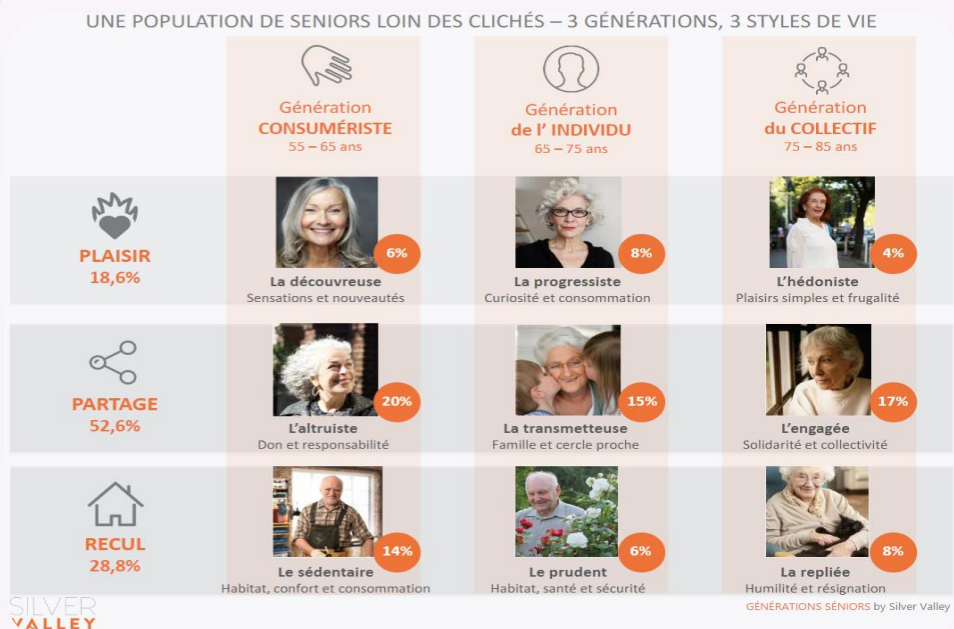 UNE POPULATION DE SENIORS LOIN DES CLICHÉS – 3 GÉNÉRATIONS, 3 STYLES DE VIE
Génération
CONSUMÉRISTE
55 – 65 ans
Génération
de l' INDIVIDU
65 – 75 ans
Génération
du COLLECTIF
75 – 85 ans
PLAISIR
18,6%
6%
La découvreuse
Sensations et nouveautés
8%
La progressiste
Curiosité et consommation
4%
L'hédoniste
Plaisirs simples et frugalité
PARTAGE
52,6%
20%
L'altruiste
Don et responsabilité
15%
La transmetteuse
Famille et cercle proche
17%
L'engagée
Solidarité et collectivité
RECUL
28,8%
14%
Le sédentaire
Habitat, confort et consommation
6%
Le prudent
Habitat, santé et sécurité
8%
La repliée
Humilité et résignation
SILVER
VALLEY
GÉNÉRATIONS SÉNIORS by Silver Valley